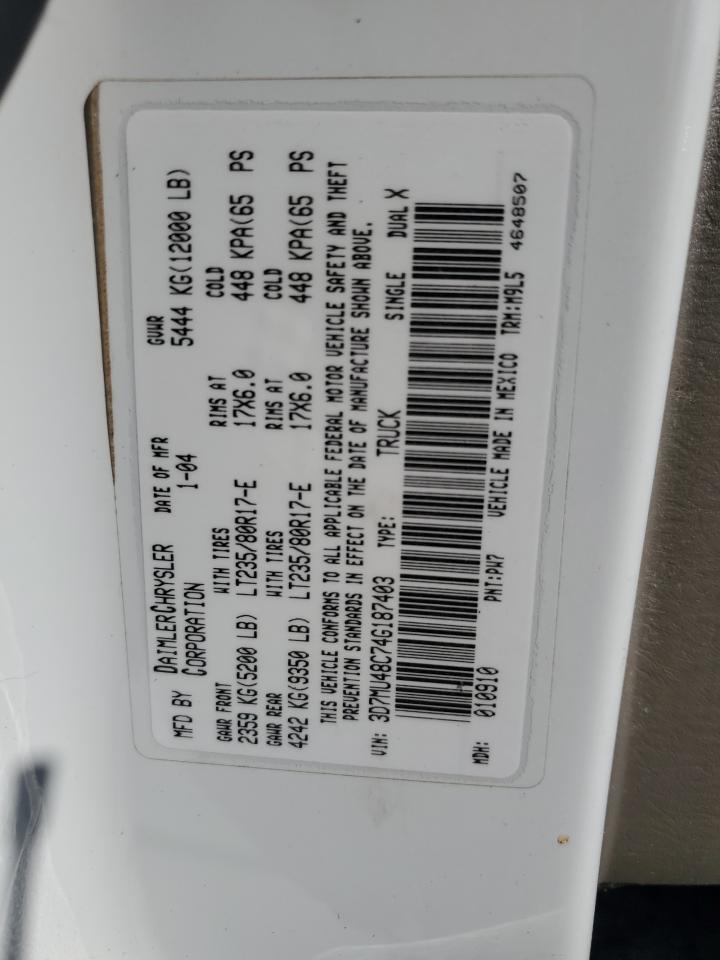 MFD BY DAIMLERCHRYSLER CORPORATION DATE OF MFR 1-04 GVWR 5444 KG(12000 LB)
GAWR FRONT WITH TIRES RIMS AT COLD
2359 KG(5200 LB) LT235/80R17-E 17X6.0 448 KPA(65 PS
GAWR REAR WITH TIRES RIMS AT COLD
4242 KG(9350 LB) LT235/80R17-E 17X6.0 448 KPA(65 PS
THIS VEHICLE CONFORMS TO ALL APPLICABLE FEDERAL MOTOR VEHICLE SAFETY AND THEFT
PREVENTION STANDARDS IN EFFECT ON THE DATE OF MANUFACTURE SHOWN ABOVE.
VIN: 3D7MU48C74G187403 TYPE: TRUCK SINGLE DUAL X
MDH: 010910 PNT:PW7 VEHICLE MADE IN MEXICO TRM:M9L5 4648507